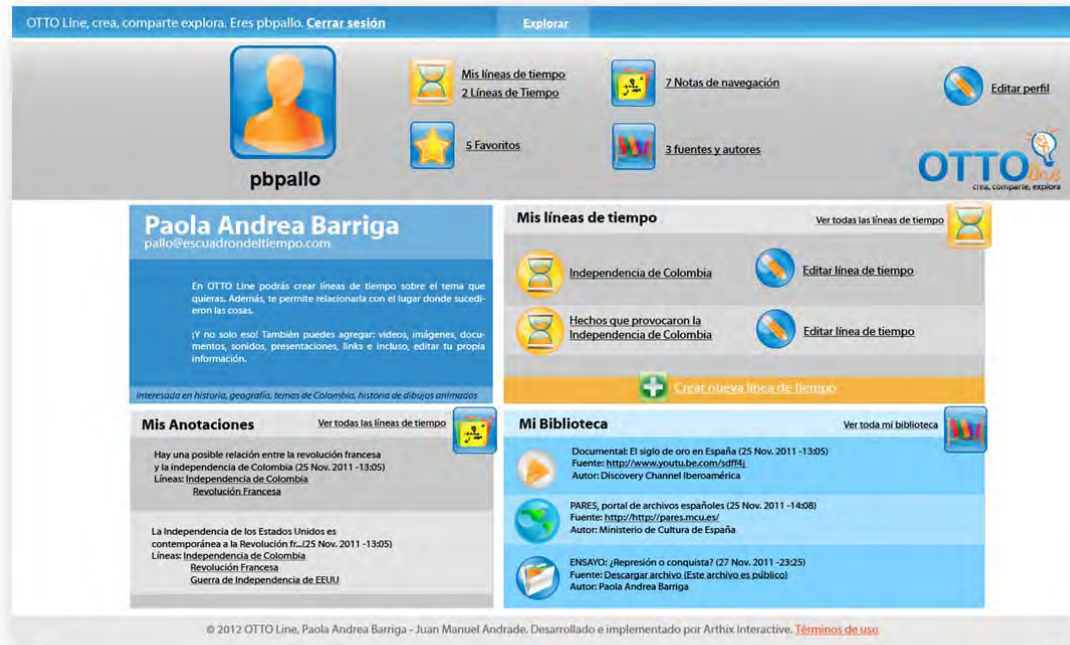 OTTO Line, crea, comparte explora. Eres pbpallo. Cerrar sesión
Explorar
pbpallo
Mis líneas de tiempo
2 Líneas de Tiempo
5 Favoritos
7 Notas de navegación
3 fuentes y autores
Editar perfil
OTTO line
crea, comparte, explora
Paola Andrea Barriga
pallo@escuadrondeltiempo.com
En OTTO Line podrás crear líneas de tiempo sobre el tema que
quieras. Además, te permite relacionarla con el lugar donde sucedi-
eron las cosas.
¡Y no solo eso! También puedes agregar: videos, imágenes, docu-
mentos, sonidos, presentaciones, links e incluso, editar tu propia
información.
interesada en historia, geografía, temas de Colombia, historia de dibujos animados
Mis líneas de tiempo
Ver todas las líneas de tiempo
Independencia de Colombia
Editar línea de tiempo
Hechos que provocaron la
Independencia de Colombia
Editar línea de tiempo
Crear nueva línea de tiempo
Mis Anotaciones
Ver todas las líneas de tiempo
Hay una posible relación entre la revolución francesa
y la independencia de Colombia (25 Nov. 2011 -13:05)
Líneas: Independencia de Colombia
Revolución Francesa
La Independencia de los Estados Unidos es
contemporánea a la Revolución fr...(25 Nov. 2011 -13:05)
Líneas: Independencia de Colombia
Revolución Francesa
Guerra de Independencia de EEUU
Mi Biblioteca
Ver toda mi biblioteca
Documental: El siglo de oro en España (25 Nov. 2011 -13:05)
Fuente: http://www.youtu.be.com/sdff4j
Autor: Discovery Channel Iberoamérica
PARES, portal de archivos españoles (25 Nov. 2011 -14:08)
Fuente: http://http://pares.mcu.es/
Autor: Ministerio de Cultura de España
ENSAYO: ¿Represión o conquista? (27 Nov. 2011 -23:25)
Fuente: Descargar archivo (Este archivo es público)
Autor: Paola Andrea Barriga
© 2012 OTTO Line, Paola Andrea Barriga - Juan Manuel Andrade. Desarrollado e implementado por Arthix Interactive. Términos de uso